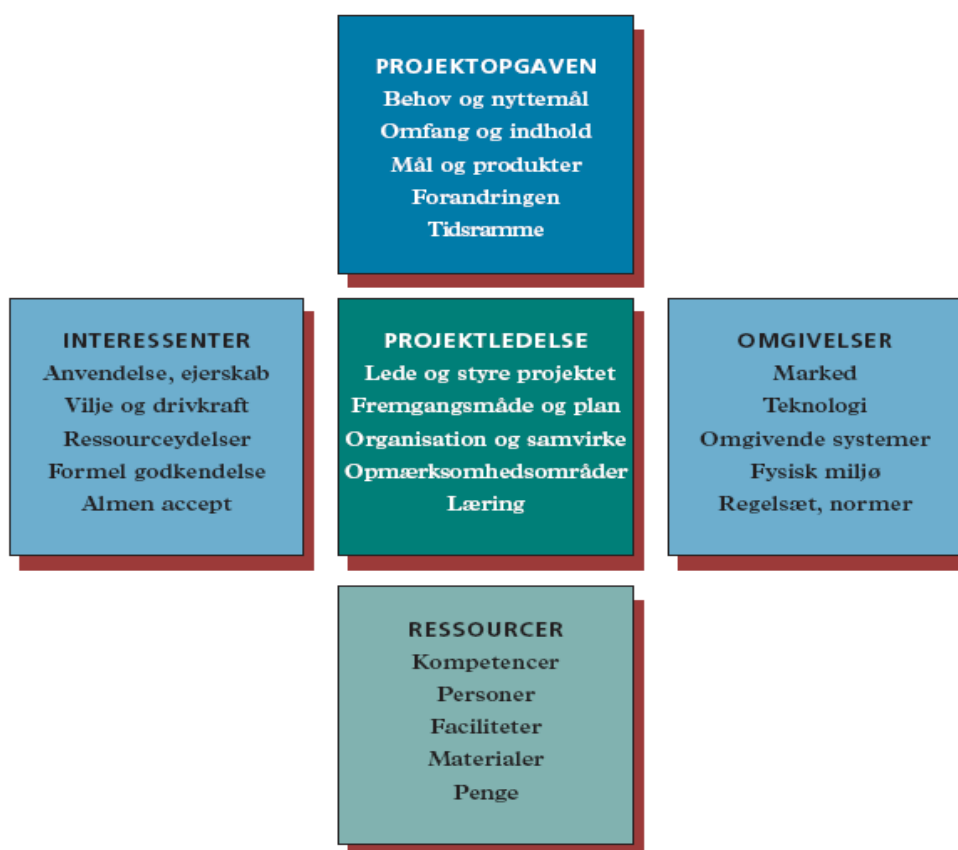 PROJEKTOPGAVEN
Behov og nyttemål
Omfang og indhold
Mål og produkter
Forandringen
Tidsramme
INTERESSENTER
Anvendelse, ejerskab
Vilje og drivkraft
Ressourceydelser
Formel godkendelse
Almen accept
PROJEKTLEDELSE
Lede og styre projektet
Fremgangsmåde og plan
Organisation og samvirke
Opmærksomhedsområder
Læring
OMGIVELSER
Marked
Teknologi
Omgivende systemer
Fysisk miljø
Regelsæt, normer
RESSOURCER
Kompetencer
Personer
Faciliteter
Materialer
Penge